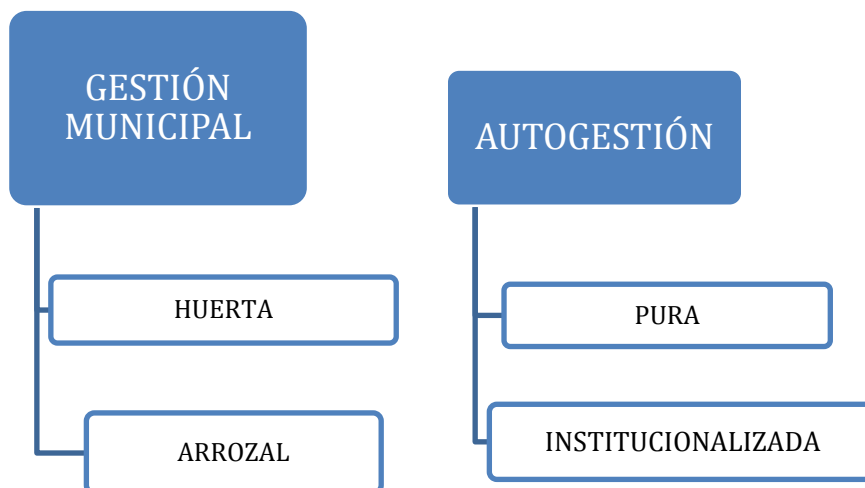 GESTIÓN
MUNICIPAL
HUERTA
ARROZAL
AUTOGESTIÓN
PURA
INSTITUCIONALIZADA